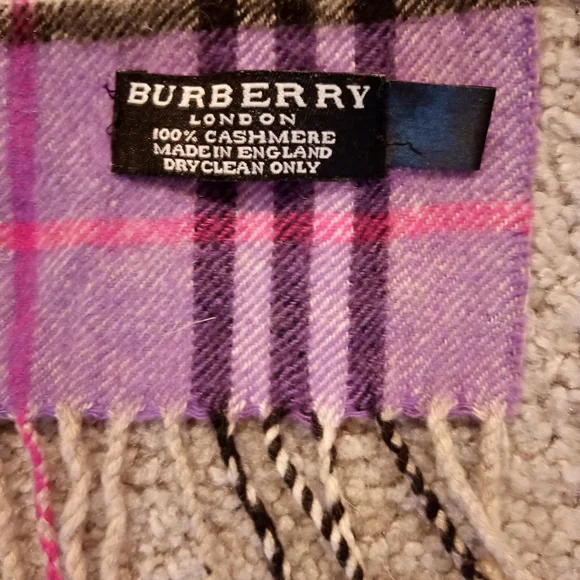 BURBERRY
LONDON
100% CASHMERE
MADE IN ENGLAND
DRYCLEAN ONLY